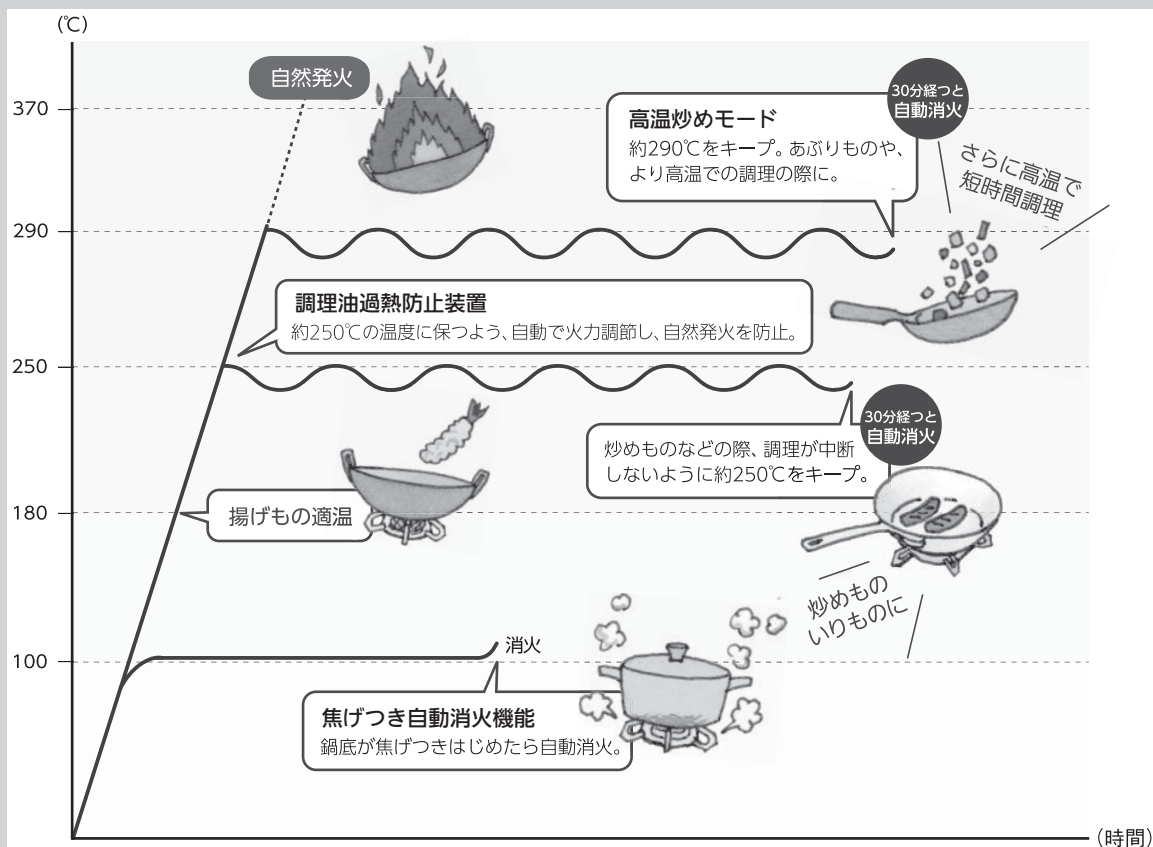 (℃)
自然発火
370
高温炒めモード
約290℃をキープ。あぶりものや、
より高温での調理の際に。
30分経つと
自動消火
さらに高温で
短時間調理
290
調理油過熱防止装置
約250℃の温度に保つよう、自動で火力調節し、自然発火を防止。
250
炒めものなどの際、調理が中断
しないように約250℃をキープ。
30分経つと
自動消火
180
揚げもの適温
炒めもの
いりものに
100
消火
焦げつき自動消火機能
鍋底が焦げつきはじめたら自動消火。
(時間)